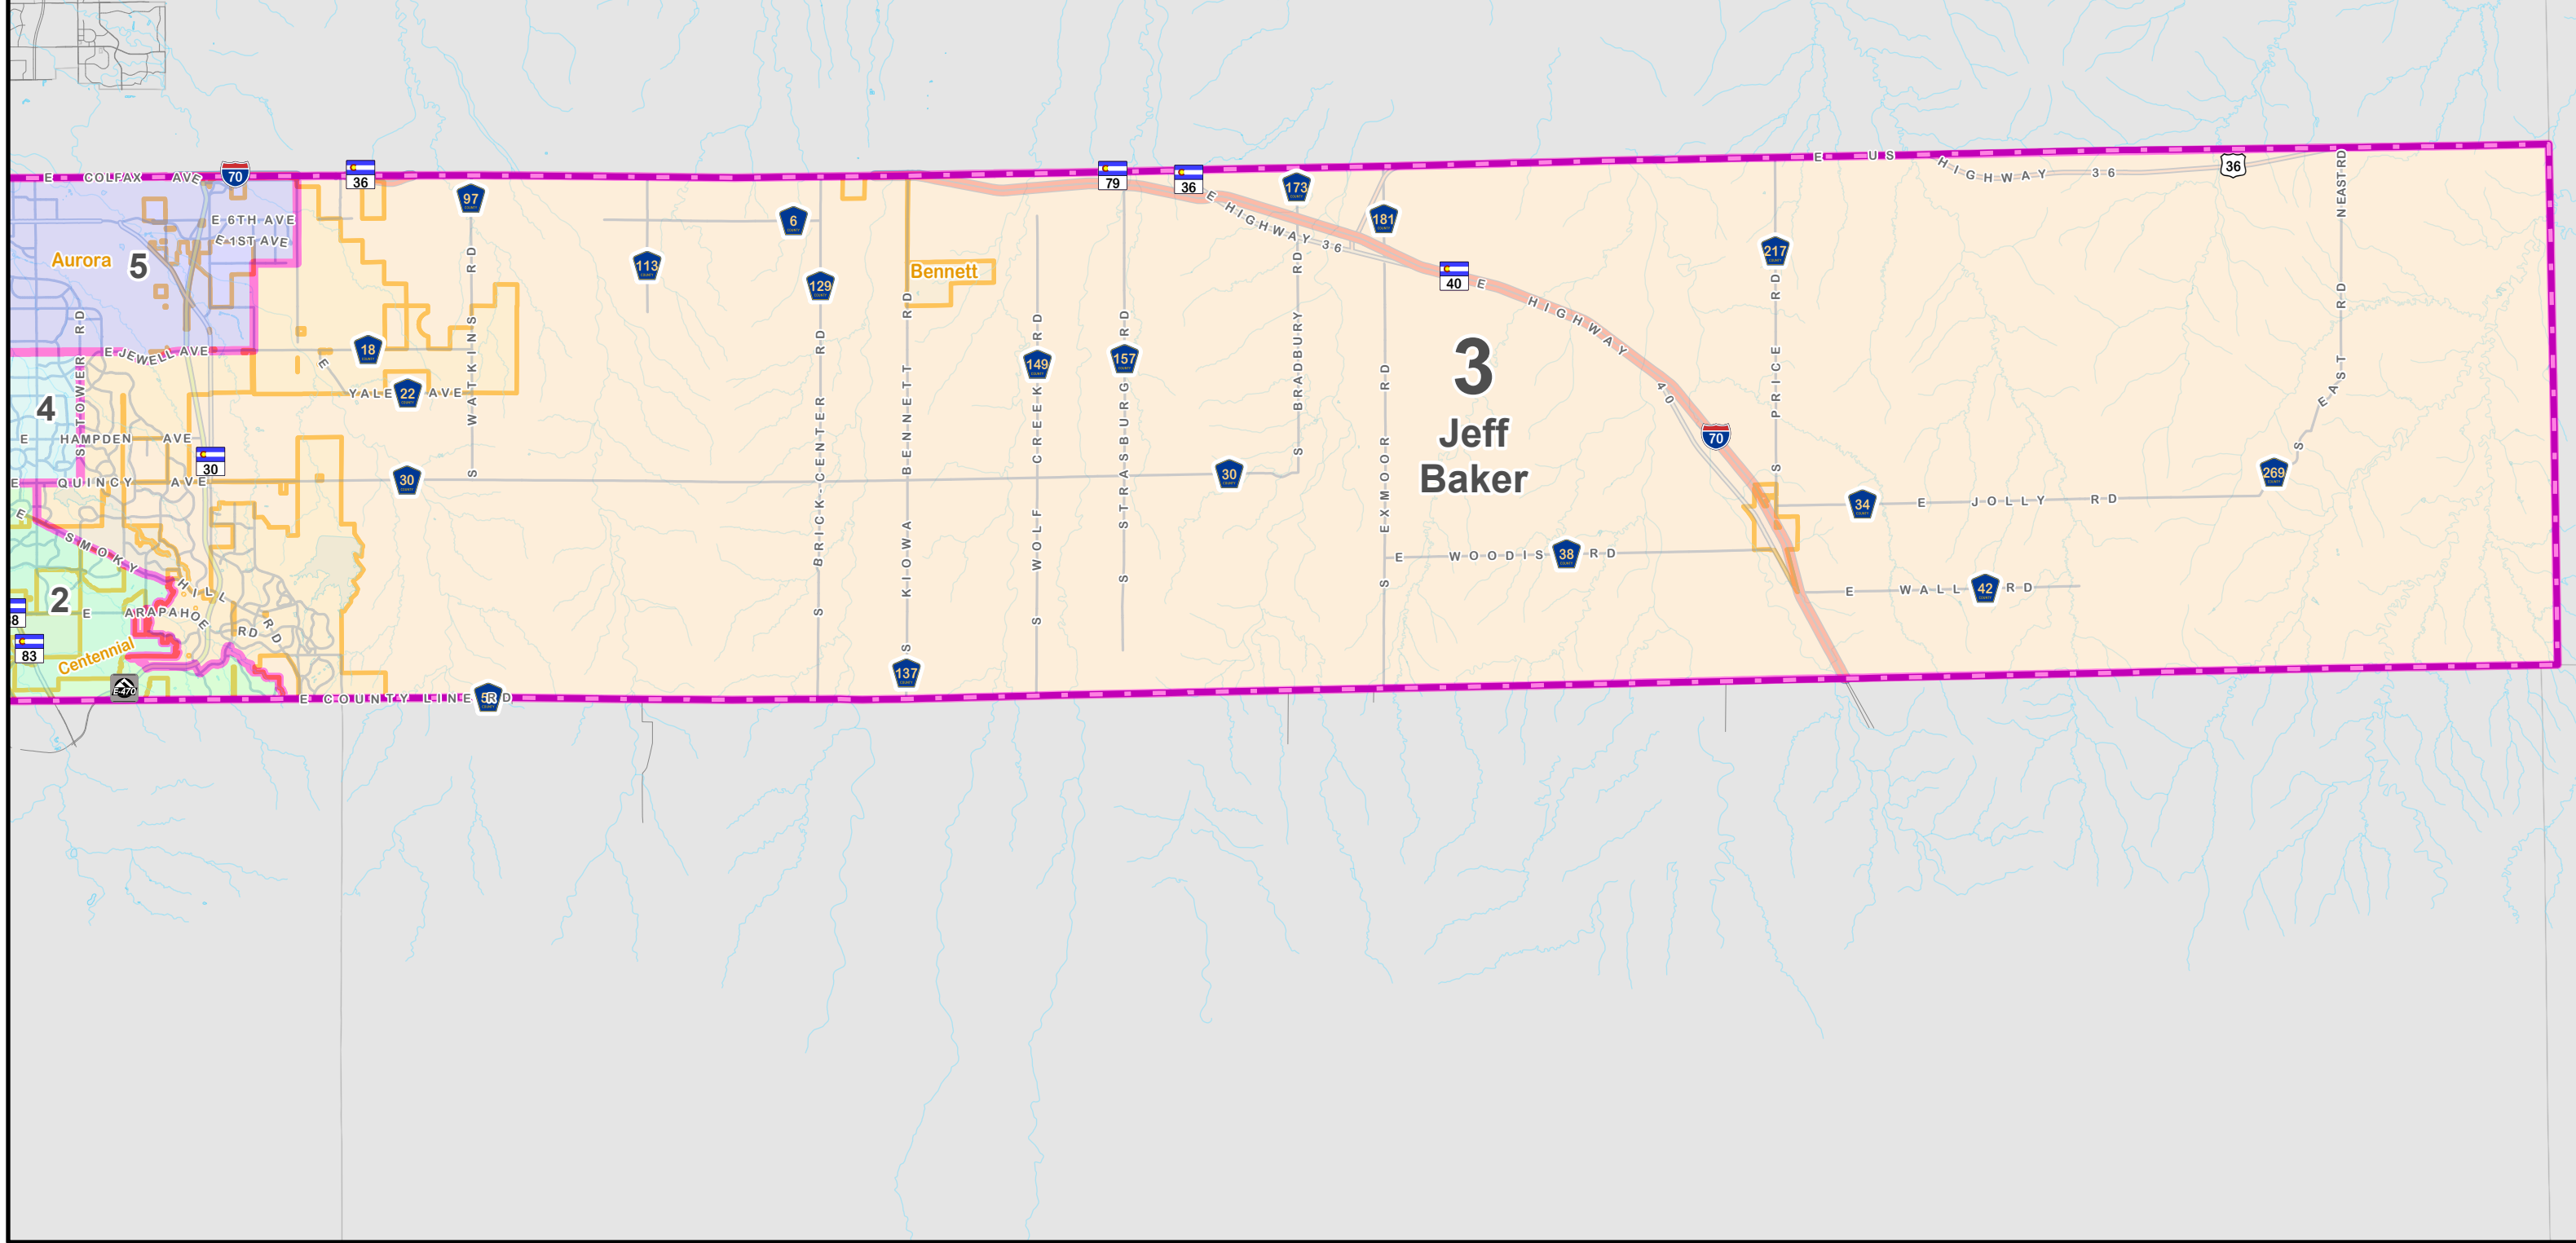 E COLFAX AVE
70
36
79
36
E US HIGHWAY 36
36
97
6
173
181
E 6TH AVE
E 1ST AVE
Aurora
5
113
129
Bennett
E HIGHWAY 36
40
E HIGHWAY 40
217
N EAST RD
S TOWER RD
E JEWELL AVE
18
E YALE AVE
22
S WATKINS RD
S BRICK-CENTER RD
S KIOWA BENNETT RD
149
S WOLF CREEK RD
157
S STRASBURG RD
S BRADBURY RD
S EXMOOR RD
3
Jeff
Baker
70
S PRICE RD
S EAST RD
4
E HAMPDEN AVE
30
E QUINCY AVE
30
30
34
E JOLLY RD
269
E SMOKY HILL RD
E WOODIS RD
38
2
E ARAPAHOE RD
E WALL RD
42
8
83
Centennial
E-470
137
E COUNTY LINE RD